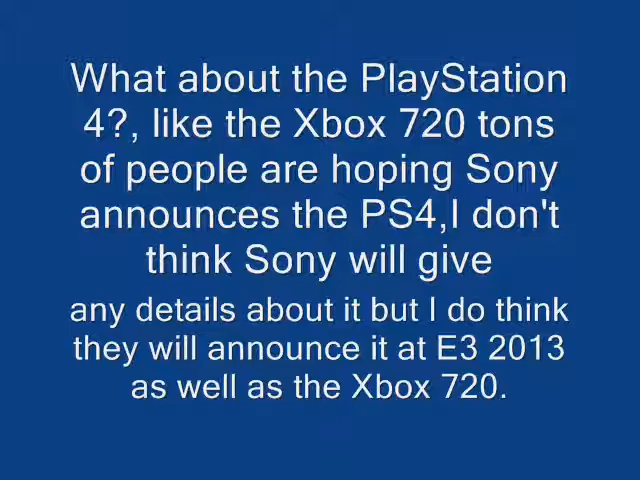 What about the PlayStation
4?, like the Xbox 720 tons
of people are hoping Sony
announces the PS4,I don't
think Sony will give
any details about it but I do think
they will announce it at E3 2013
as well as the Xbox 720.